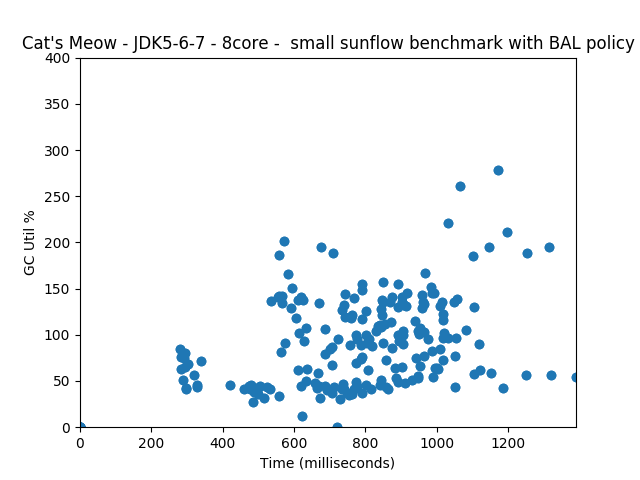 Cat's Meow - JDK5-6-7 - 8core -  small sunflow benchmark with BAL policy
400
350
300
250
200
150
100
50
0
GC Util %
0 200 400 600 800 1000 1200
Time (milliseconds)